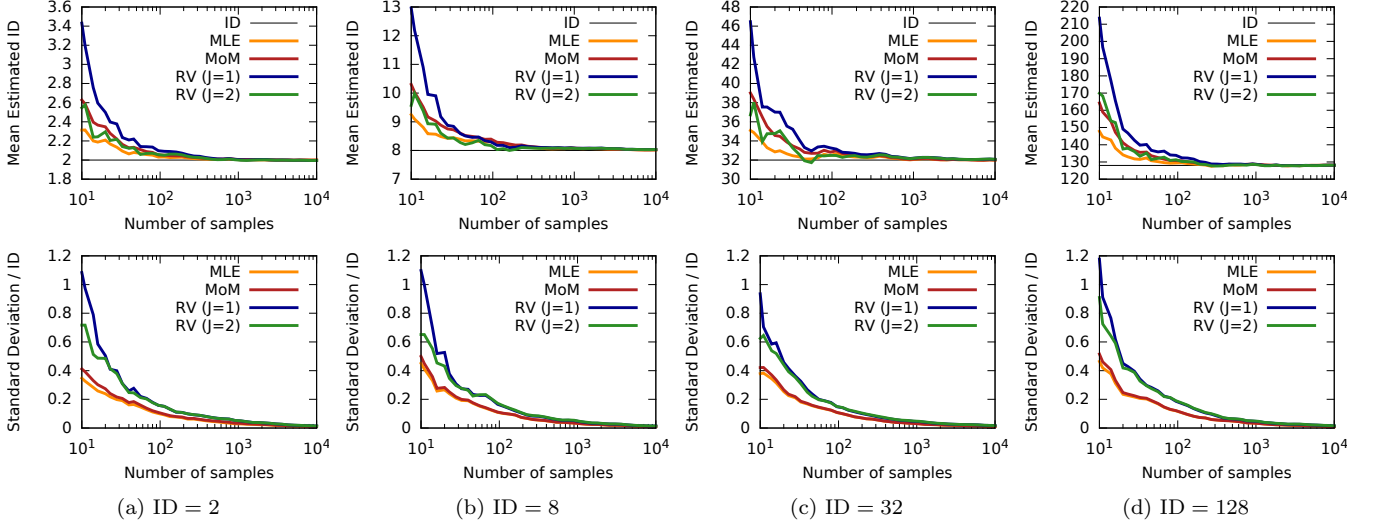 Mean Estimated ID
3.6
3.4
3.2
3
2.8
2.6
2.4
2.2
2
1.8
10^1 10^2 10^3 10^4
Number of samples
ID
MLE
MoM
RV (J=1)
RV (J=2)
Mean Estimated ID
13
12
11
10
9
8
7
10^1 10^2 10^3 10^4
Number of samples
ID
MLE
MoM
RV (J=1)
RV (J=2)
Mean Estimated ID
48
46
44
42
40
38
36
34
32
30
10^1 10^2 10^3 10^4
Number of samples
ID
MLE
MoM
RV (J=1)
RV (J=2)
Mean Estimated ID
220
210
200
190
180
170
160
150
140
130
120
10^1 10^2 10^3 10^4
Number of samples
ID
MLE
MoM
RV (J=1)
RV (J=2)
Standard Deviation / ID
1.2
1
0.8
0.6
0.4
0.2
0
10^1 10^2 10^3 10^4
Number of samples
MLE
MoM
RV (J=1)
RV (J=2)
Standard Deviation / ID
1.2
1
0.8
0.6
0.4
0.2
0
10^1 10^2 10^3 10^4
Number of samples
MLE
MoM
RV (J=1)
RV (J=2)
Standard Deviation / ID
1.2
1
0.8
0.6
0.4
0.2
0
10^1 10^2 10^3 10^4
Number of samples
MLE
MoM
RV (J=1)
RV (J=2)
Standard Deviation / ID
1.2
1
0.8
0.6
0.4
0.2
0
10^1 10^2 10^3 10^4
Number of samples
MLE
MoM
RV (J=1)
RV (J=2)
(a) ID = 2
(b) ID = 8
(c) ID = 32
(d) ID = 128